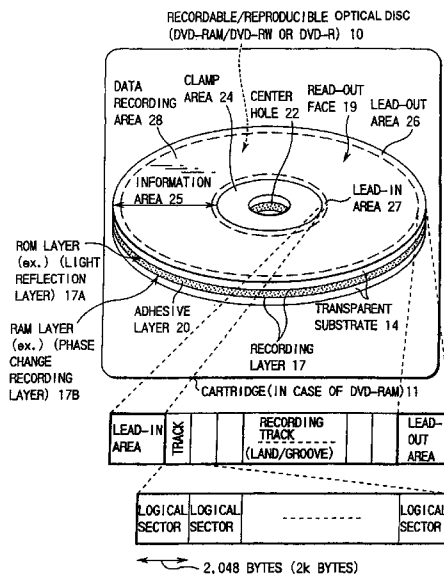 RECORDABLE/REPRODUCIBLE OPTICAL DISC
(DVD-RAM/DVD-RW OR DVD-R) 10
CLAMP
AREA 24
CENTER
HOLE 22
READ-OUT
FACE 19
LEAD-OUT
AREA 26
DATA
RECORDING
AREA 28
INFORMATION
AREA 25
LEAD-IN
AREA 27
ROM LAYER
(ex.) (LIGHT
REFLECTION
LAYER) 17A
RAM LAYER
(ex.) (PHASE
CHANGE
RECORDING
LAYER) 17B
ADHESIVE
LAYER 20
RECORDING
LAYER 17
TRANSPARENT
SUBSTRATE 14
CARTRIDGE(IN CASE OF DVD-RAM)11
LEAD-IN
AREA
TRACK
RECORDING
TRACK
(LAND/GROOVE)
LEAD-
OUT
AREA
LOGICAL
SECTOR
LOGICAL
SECTOR
LOGICAL
SECTOR
2,048 BYTES (2k BYTES)